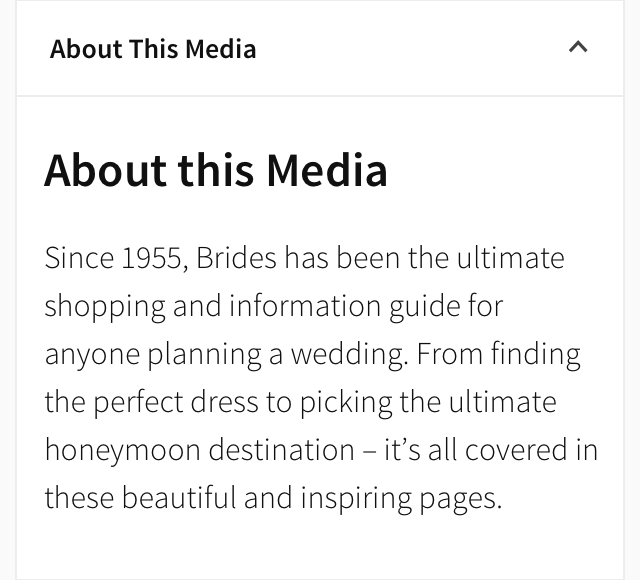 About This Media
About this Media
Since 1955, Brides has been the ultimate
shopping and information guide for
anyone planning a wedding. From finding
the perfect dress to picking the ultimate
honeymoon destination – it’s all covered in
these beautiful and inspiring pages.